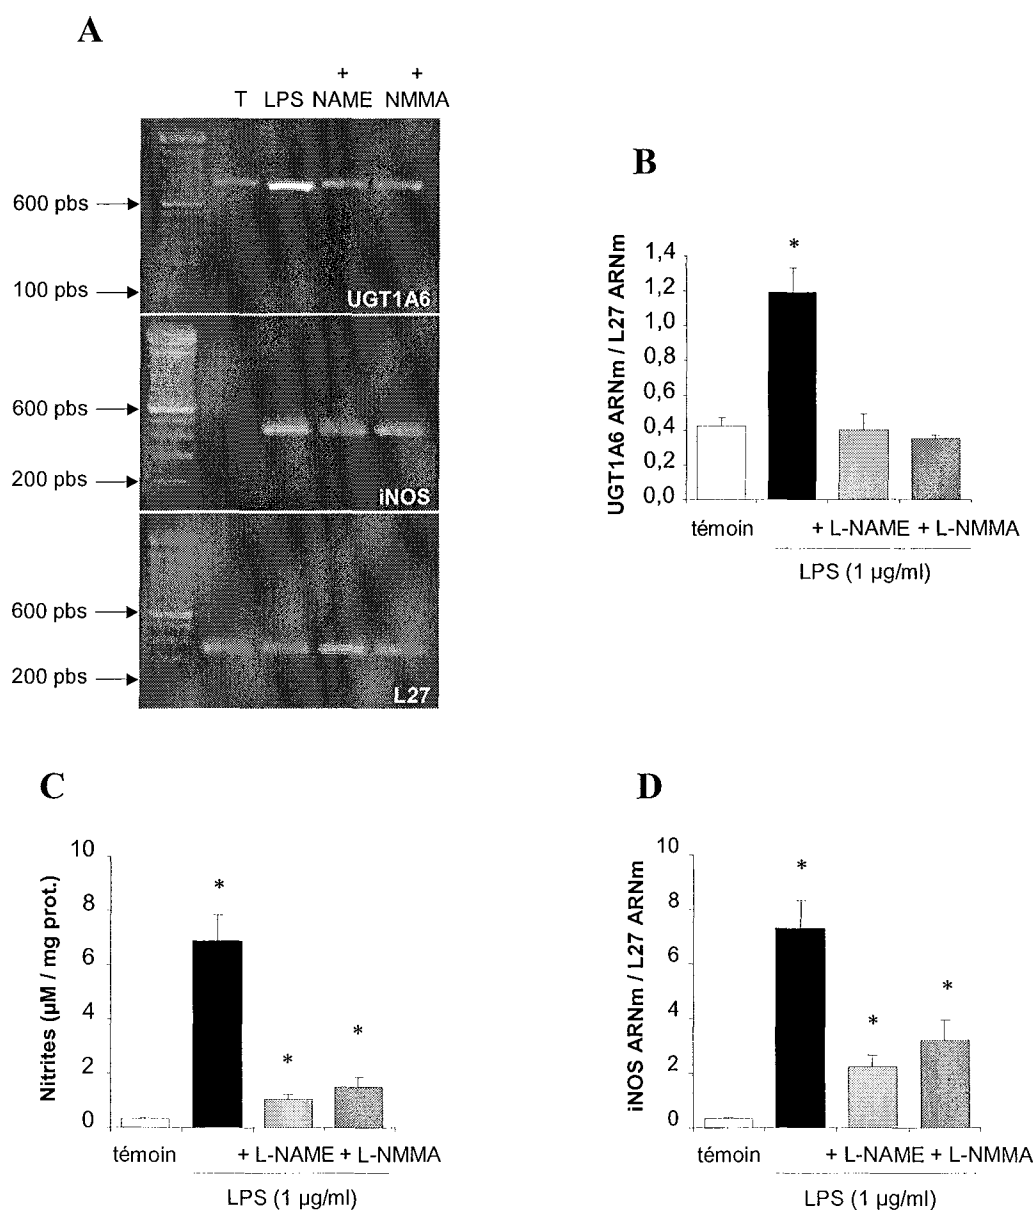 A
+ +
T LPS NAME NMMA
600 pbs
100 pbs
UGT1A6
600 pbs
200 pbs
iNOS
600 pbs
200 pbs
L27
B
UGT1A6 ARNm / L27 ARNm
1,4
1,2
1,0
0,8
0,6
0,4
0,2
0,0
*
témoin + L-NAME + L-NMMA
LPS (1 µg/ml)
C
Nitrites (µM / mg prot.)
10
8
6
4
2
0
*
*
*
témoin + L-NAME + L-NMMA
LPS (1 µg/ml)
D
iNOS ARNm / L27 ARNm
10
8
6
4
2
0
*
*
*
témoin + L-NAME + L-NMMA
LPS (1 µg/ml)